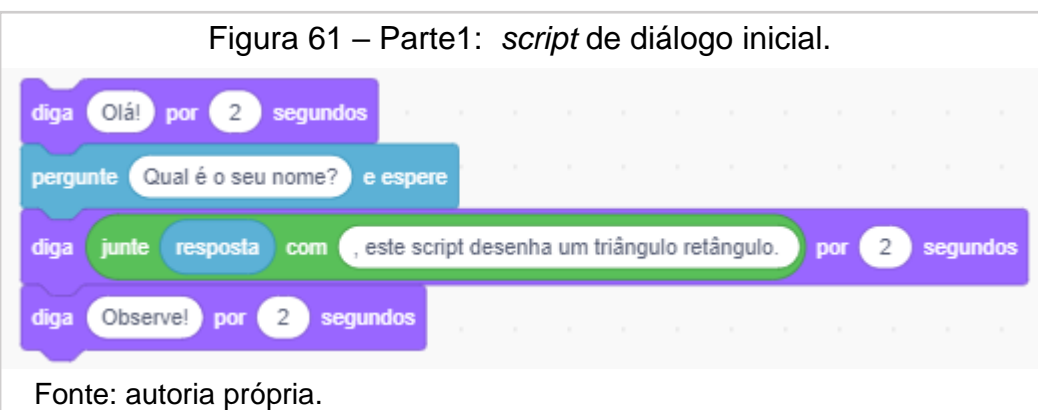 Figura 61 – Parte1: script de diálogo inicial.
diga Olá! por 2 segundos
pergunte Qual é o seu nome? e espere
diga junte resposta com , este script desenha um triângulo retângulo. por 2 segundos
diga Observe! por 2 segundos
Fonte: autoria própria.